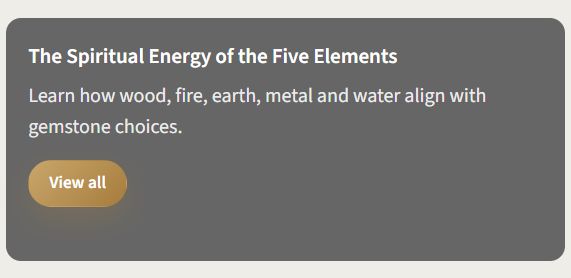 The Spiritual Energy of the Five Elements
Learn how wood, fire, earth, metal and water align with
gemstone choices.
View all